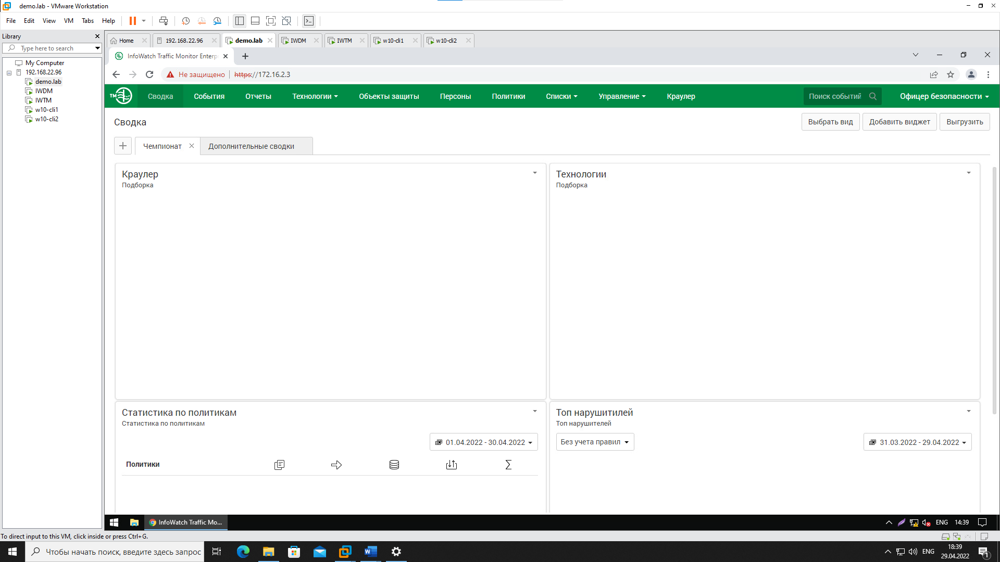 demo.lab - VMware Workstation
File Edit View VM Tabs Help
Library
Type here to search
My Computer
192.168.22.96
demo.lab
IWDM
IWTM
w10-cli1
w10-cli2
Home 192.168.22.96 demo.lab IWDM IWTM w10-cli1 w10-cli2
InfoWatch Traffic Monitor Enterp
Не защищено https://172.16.2.3
TM Сводка События Отчеты Технологии Объекты защиты Персоны Политики Списки Управление Краулер Поиск событий Офицер безопасности
Сводка Выбрать вид Добавить виджет Выгрузить
Чемпионат Дополнительные сводки
Краулер
Подборка
Технологии
Подборка
Статистика по политикам
Статистика по политикам
01.04.2022 - 30.04.2022
Политики
Топ нарушитилей
Топ нарушителей
Без учета правил 31.03.2022 - 29.04.2022
InfoWatch Traffic Mo... ENG 14:39
To direct input to this VM, click inside or press Ctrl+G.
Чтобы начать поиск, введите здесь запрос ENG 18:39
29.04.2022
1